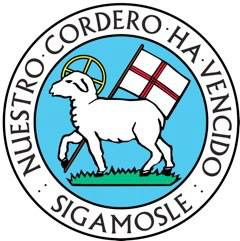 · NUESTRO · CORDERO · HA · VENCIDO ·
SIGAMOSLE